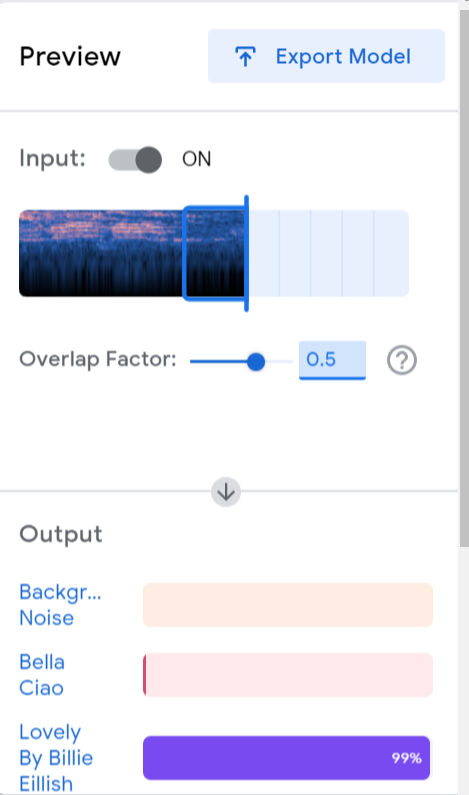 Preview
Export Model
Input:
ON
Overlap Factor:
0.5
?
Output
Backgr...
Noise
Bella
Ciao
Lovely
By Billie
Eillish
99%